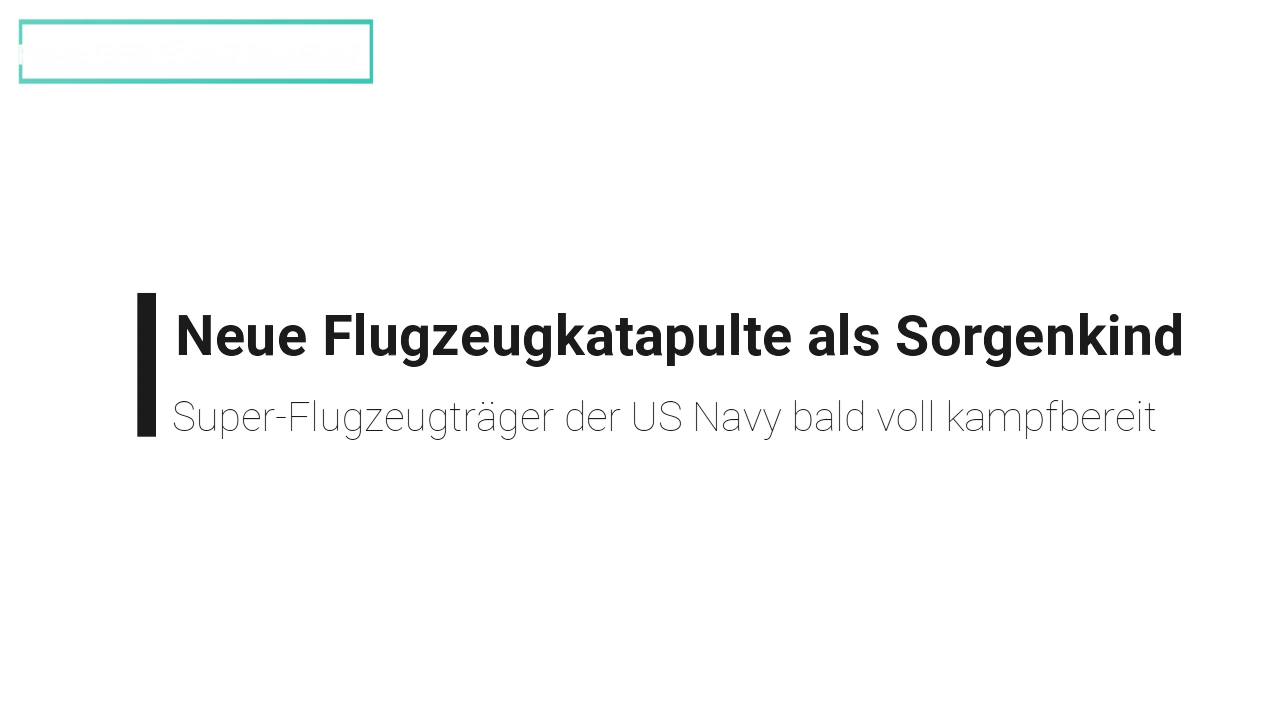 Neue Flugzeugkatapulte als Sorgenkind
Super-Flugzeugträger der US Navy bald voll kampfbereit